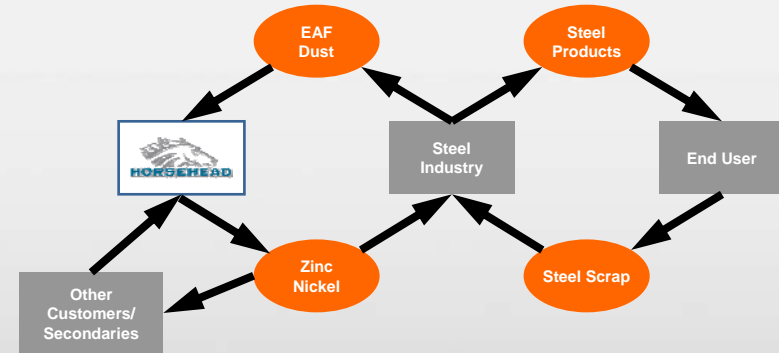 EAF
Dust
Steel
Products
HORSEHEAD
Steel
Industry
End User
Zinc
Nickel
Steel Scrap
Other
Customers/
Secondaries